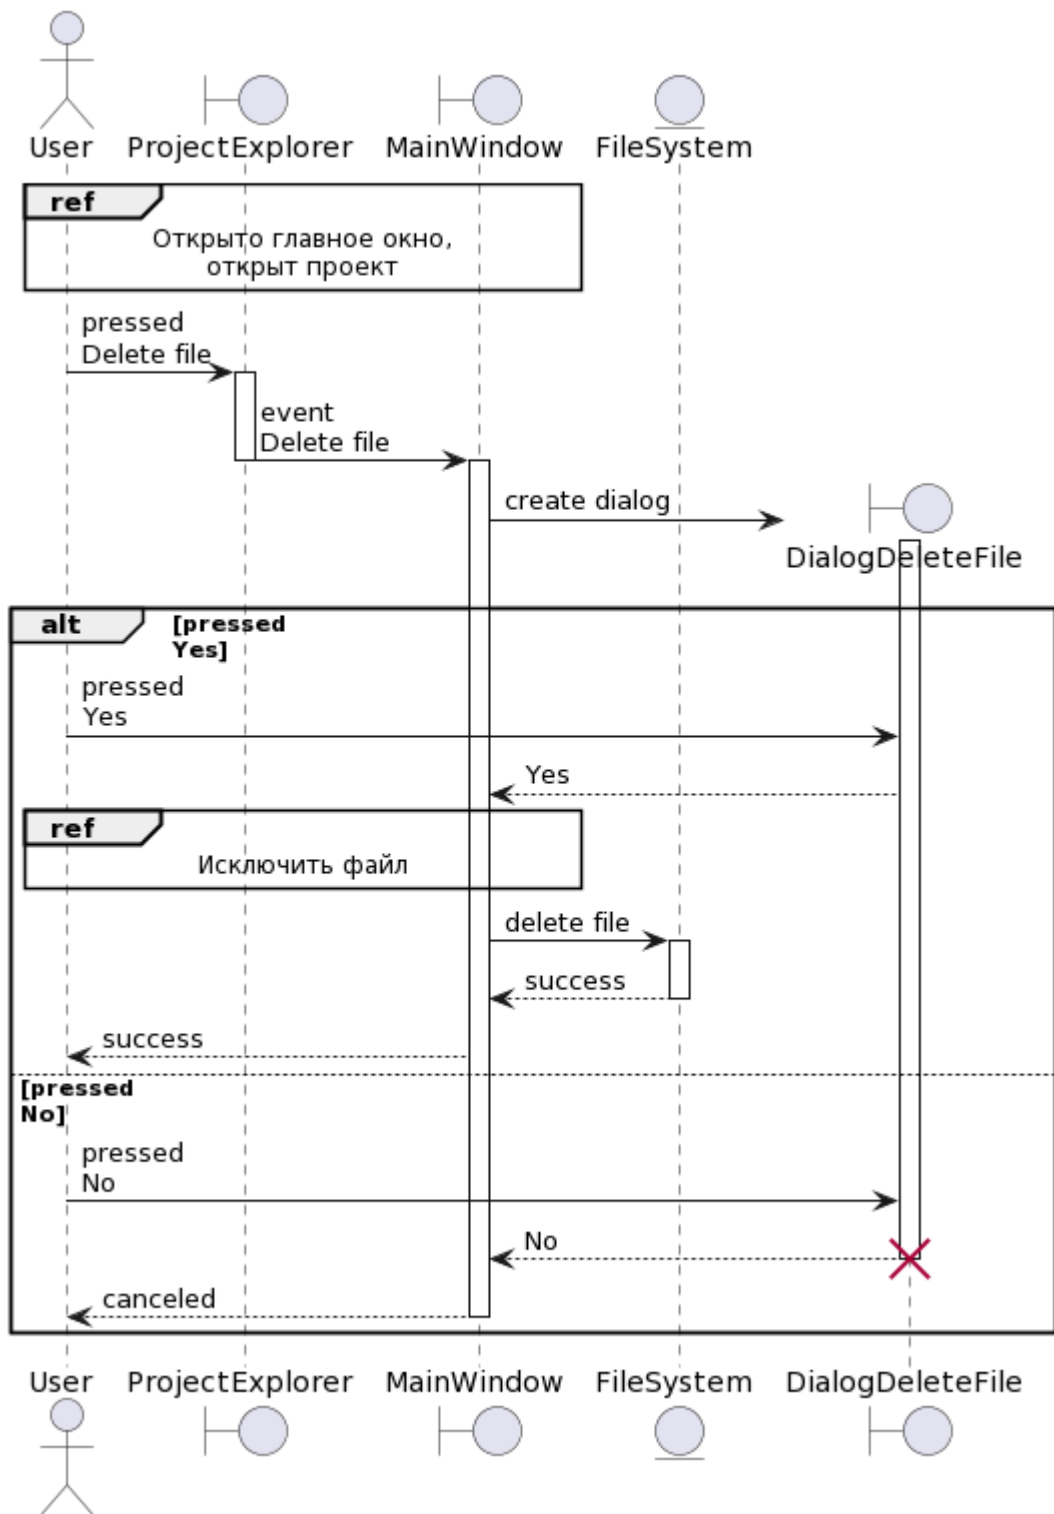 User
ProjectExplorer
MainWindow
FileSystem
ref
Открыто главное окно,
открыт проект
pressed
Delete file
event
Delete file
create dialog
DialogDeleteFile
alt
[pressed
Yes]
pressed
Yes
Yes
ref
Исключить файл
delete file
success
success
[pressed
No]
pressed
No
No
canceled
User
ProjectExplorer
MainWindow
FileSystem
DialogDeleteFile